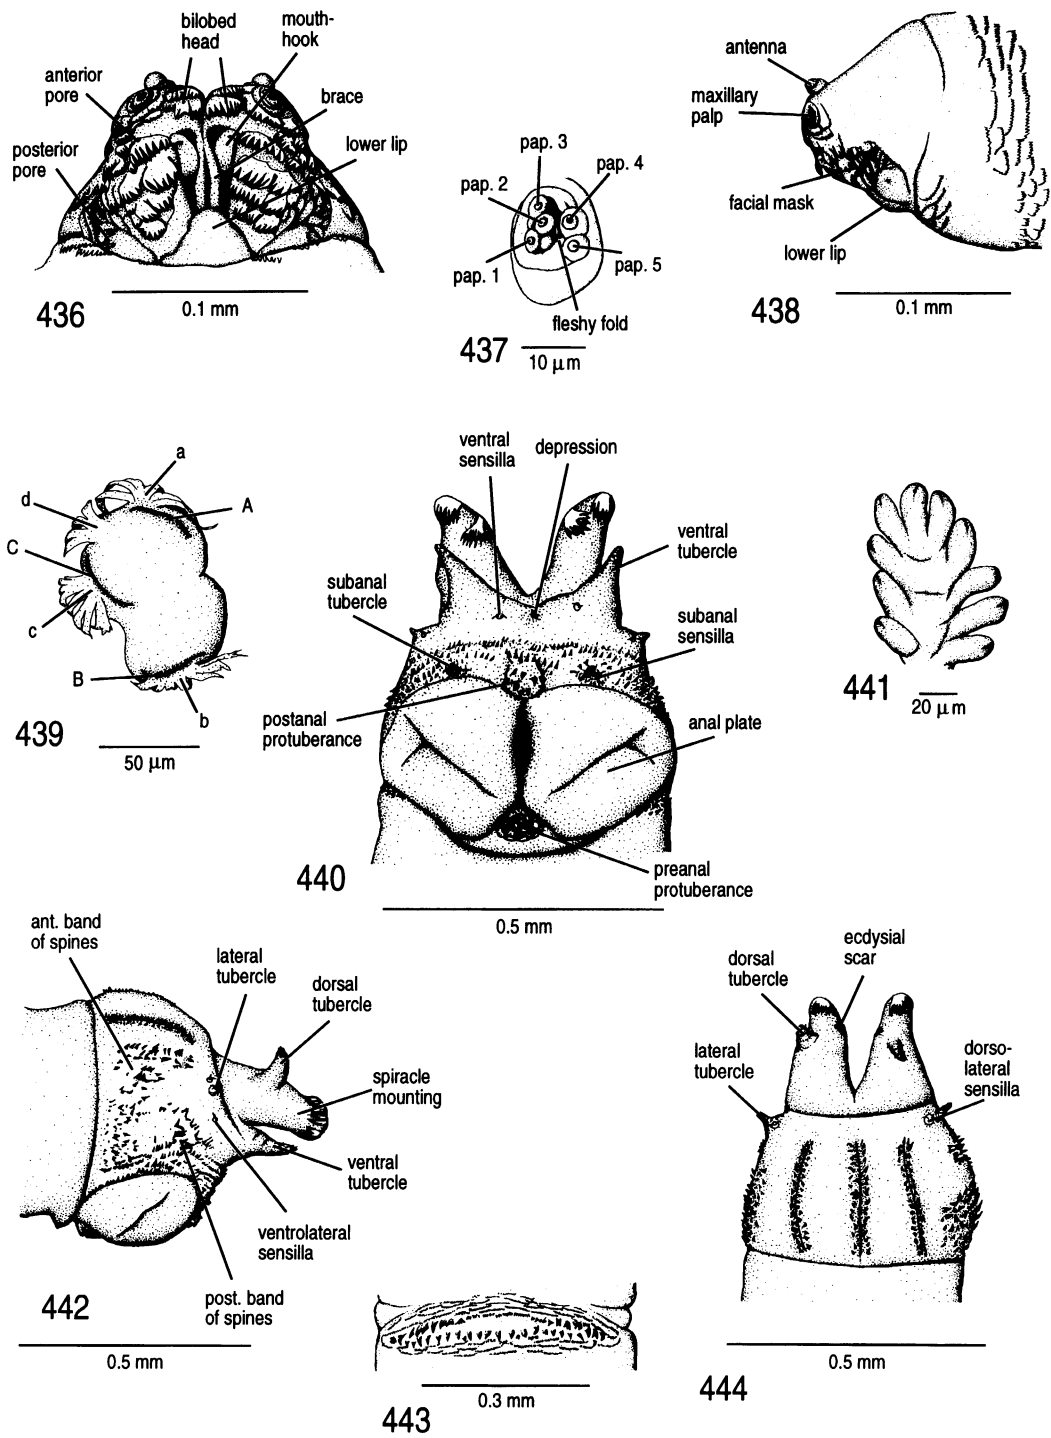 bilobed
head
mouth-
hook
anterior
pore
brace
posterior
pore
lower lip
436
0.1 mm
pap. 3
pap. 4
pap. 2
pap. 1
pap. 5
fleshy fold
437
10 µm
antenna
maxillary
palp
facial mask
lower lip
438
0.1 mm
a
d
A
C
c
B
b
439
50 µm
ventral
sensilla
depression
ventral
tubercle
subanal
tubercle
subanal
sensilla
postanal
protuberance
anal plate
preanal
protuberance
440
0.5 mm
441
20 µm
ant. band
of spines
lateral
tubercle
dorsal
tubercle
spiracle
mounting
ventral
tubercle
ventrolateral
sensilla
post. band
of spines
442
0.5 mm
443
0.3 mm
dorsal
tubercle
ecdysial
scar
lateral
tubercle
dorso-
lateral
sensilla
444
0.5 mm